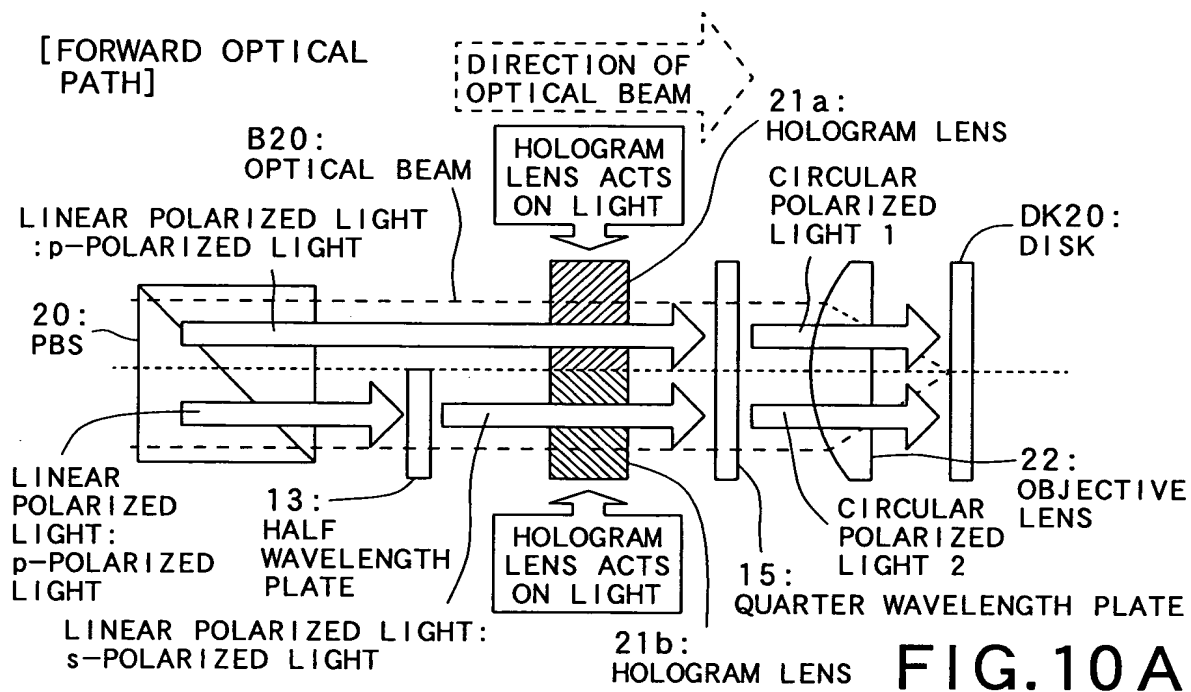 [FORWARD OPTICAL
PATH]
DIRECTION OF
OPTICAL BEAM
21a:
HOLOGRAM LENS
B20:
OPTICAL BEAM
HOLOGRAM
LENS ACTS
ON LIGHT
CIRCULAR
POLARIZED
LIGHT 1
DK20:
DISK
LINEAR POLARIZED LIGHT
:p-POLARIZED LIGHT
20:
PBS
LINEAR
POLARIZED
LIGHT:
p-POLARIZED
LIGHT
13:
HALF
WAVELENGTH
PLATE
HOLOGRAM
LENS ACTS
ON LIGHT
CIRCULAR
POLARIZED
LIGHT 2
22:
OBJECTIVE
LENS
15:
QUARTER WAVELENGTH PLATE
LINEAR POLARIZED LIGHT:
s-POLARIZED LIGHT
21b:
HOLOGRAM LENS
FIG.10A